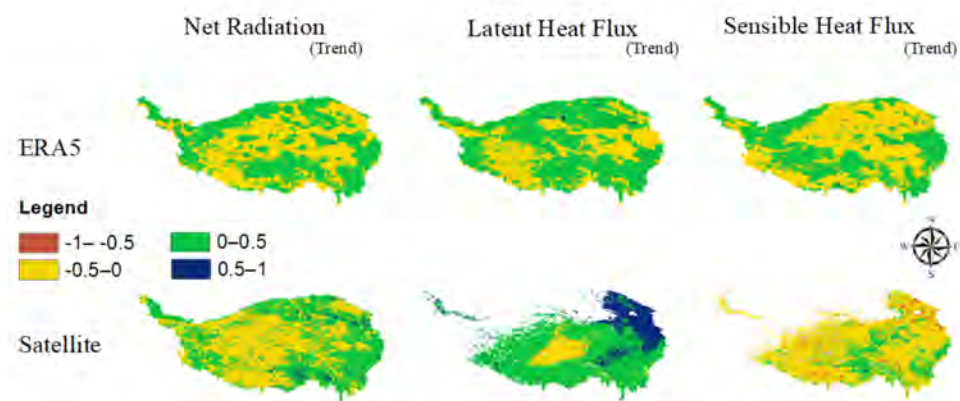 Net Radiation
(Trend)
Latent Heat Flux
(Trend)
Sensible Heat Flux
(Trend)
ERA5
Legend
-1– -0.5
0–0.5
-0.5–0
0.5–1
N
W
E
S
Satellite